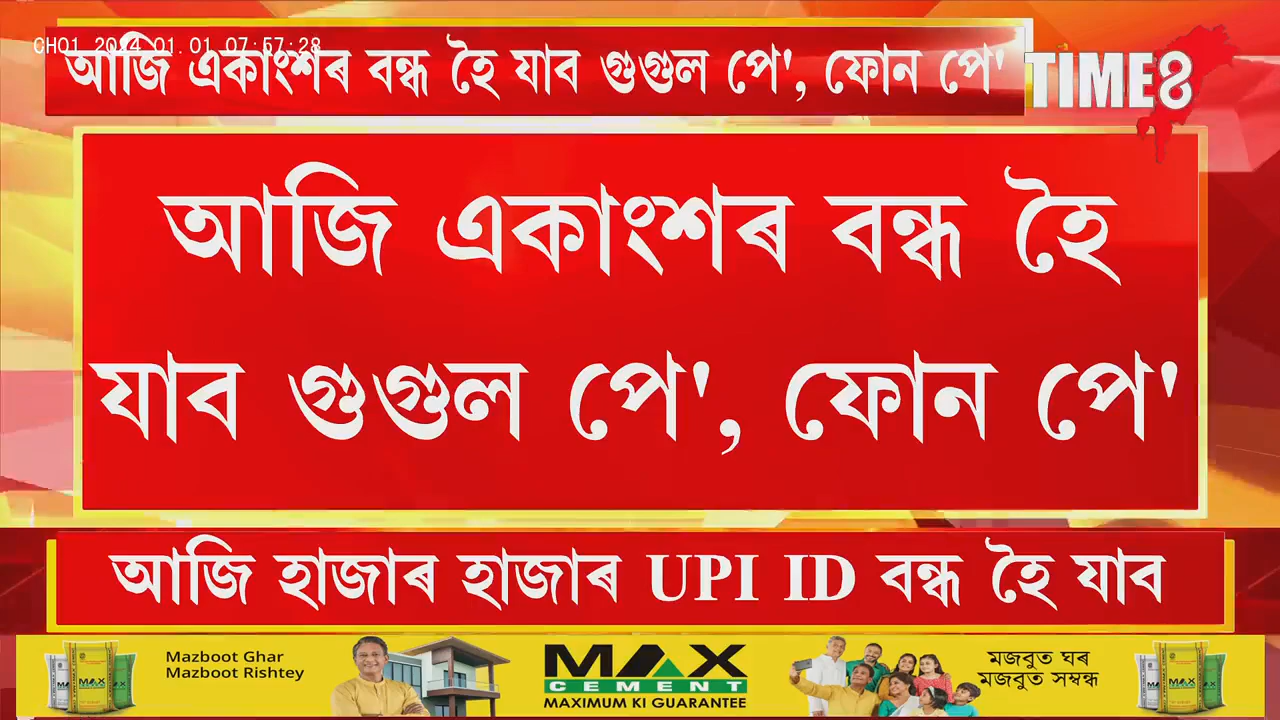 CH01 2024 01.01 07:57:28
আজি একাংশৰ বন্ধ হৈ যাব গুগুল পে', ফোন পে'
TIME8
আজি একাংশৰ বন্ধ হৈ
যাব গুগুল পে', ফোন পে'
আজি হাজাৰ হাজাৰ UPI ID বন্ধ হৈ যাব
Mazboot Ghar
Mazboot Rishtey
MAX
CEMENT
MAXIMUM KI GUARANTEE
মজবুত ঘৰ
মজবুত সম্বন্ধ